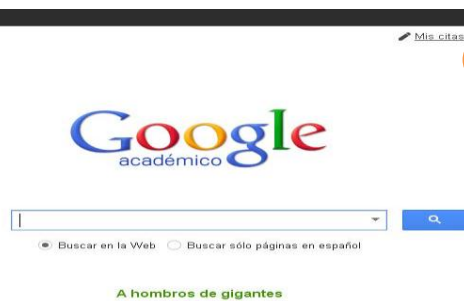 Mis citas
Google
académico
Buscar en la Web Buscar sólo páginas en español
A hombros de gigantes